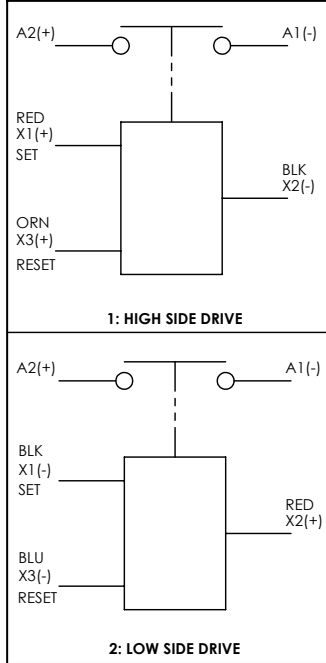 A2(+)
A1(-)
RED
X1(+)
SET
BLK
X2(-)
ORN
X3(+)
RESET
1: HIGH SIDE DRIVE
A2(+)
A1(-)
BLK
X1(-)
SET
RED
X2(+)
BLU
X3(-)
RESET
2: LOW SIDE DRIVE